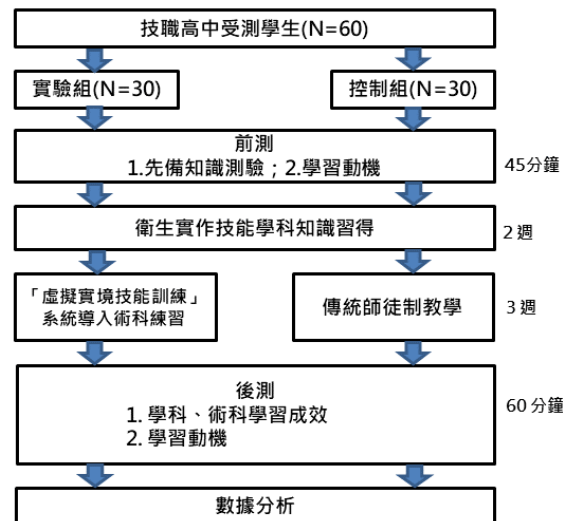 技職高中受測學生(N=60)
實驗組(N=30)
控制組(N=30)
前測
1.先備知識測驗；2.學習動機
45分鐘
衛生實作技能學科知識習得
2 週
「虛擬實境技能訓練」
系統導入術科練習
傳統師徒制教學
3 週
後測
1. 學科、術科學習成效
2. 學習動機
60 分鐘
數據分析